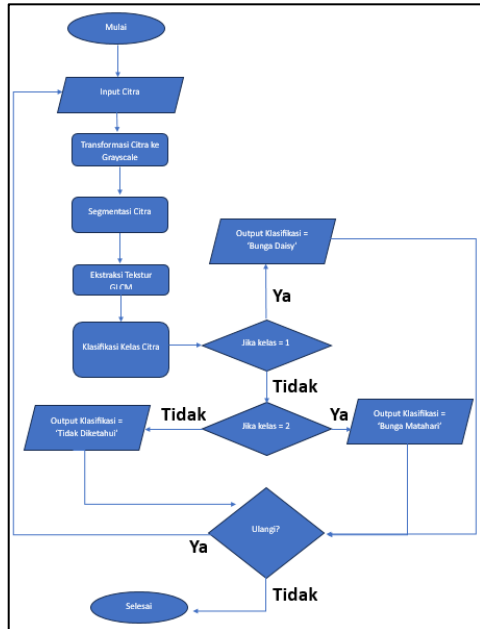 Mulai
Input Citra
Transformasi Citra ke
Grayscale
Segmentasi Citra
Output Klasifikasi =
'Bunga Daisy'
Ekstraksi Tekstur
GLCM
Ya
Klasifikasi Kelas Citra
Jika kelas = 1
Tidak
Output Klasifikasi =
'Tidak Diketahui'
Tidak
Jika kelas = 2
Ya
Output Klasifikasi =
'Bunga Matahari'
Ulangi?
Ya
Tidak
Selesai